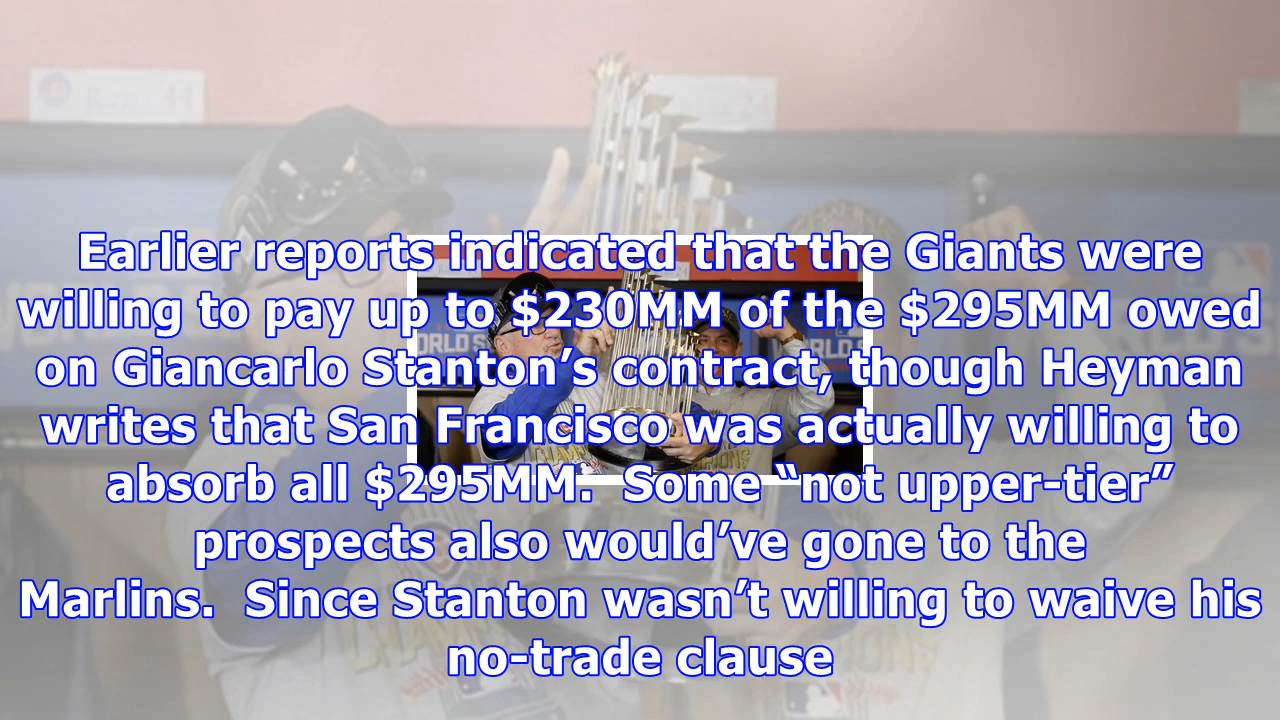 Earlier reports indicated that the Giants were
willing to pay up to $230MM of the $295MM owed
on Giancarlo Stanton’s contract, though Heyman
writes that San Francisco was actually willing to
absorb all $295MM.  Some “not upper-tier”
prospects also would’ve gone to the
Marlins.  Since Stanton wasn’t willing to waive his
no-trade clause